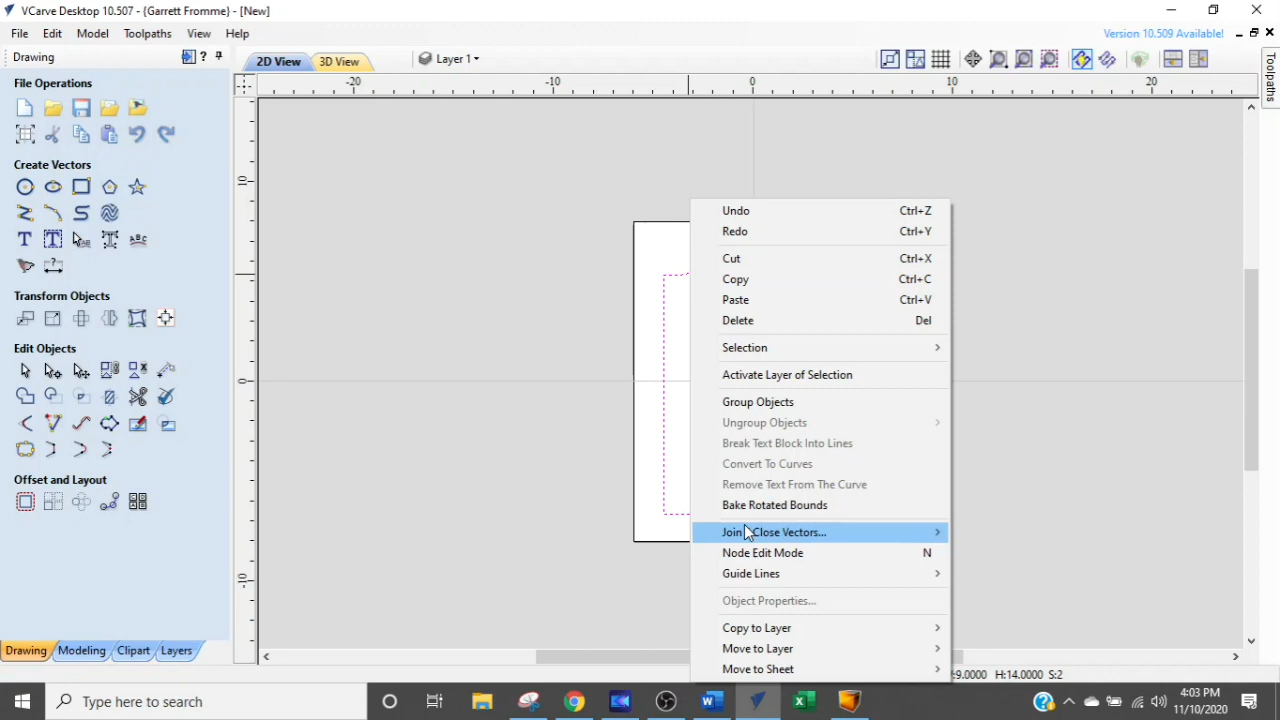 VCarve Desktop 10.507 - {Garrett Fromme} - [New]
File Edit Model Toolpaths View Help
Version 10.509 Available!
Drawing
2D View
3D View
Layer 1
Toolpaths
-20 -10 0 10 20
File Operations
Create Vectors
Transform Objects
Edit Objects
Offset and Layout
10
0
-10
Undo Ctrl+Z
Redo Ctrl+Y
Cut Ctrl+X
Copy Ctrl+C
Paste Ctrl+V
Delete Del
Selection
Activate Layer of Selection
Group Objects
Ungroup Objects
Break Text Block Into Lines
Convert To Curves
Remove Text From The Curve
Bake Rotated Bounds
Join Close Vectors...
Node Edit Mode N
Guide Lines
Object Properties...
Copy to Layer
Move to Layer
Move to Sheet
Drawing Modeling Clipart Layers
:9.0000 H:14.0000 S:2
Type here to search
4:03 PM
11/10/2020